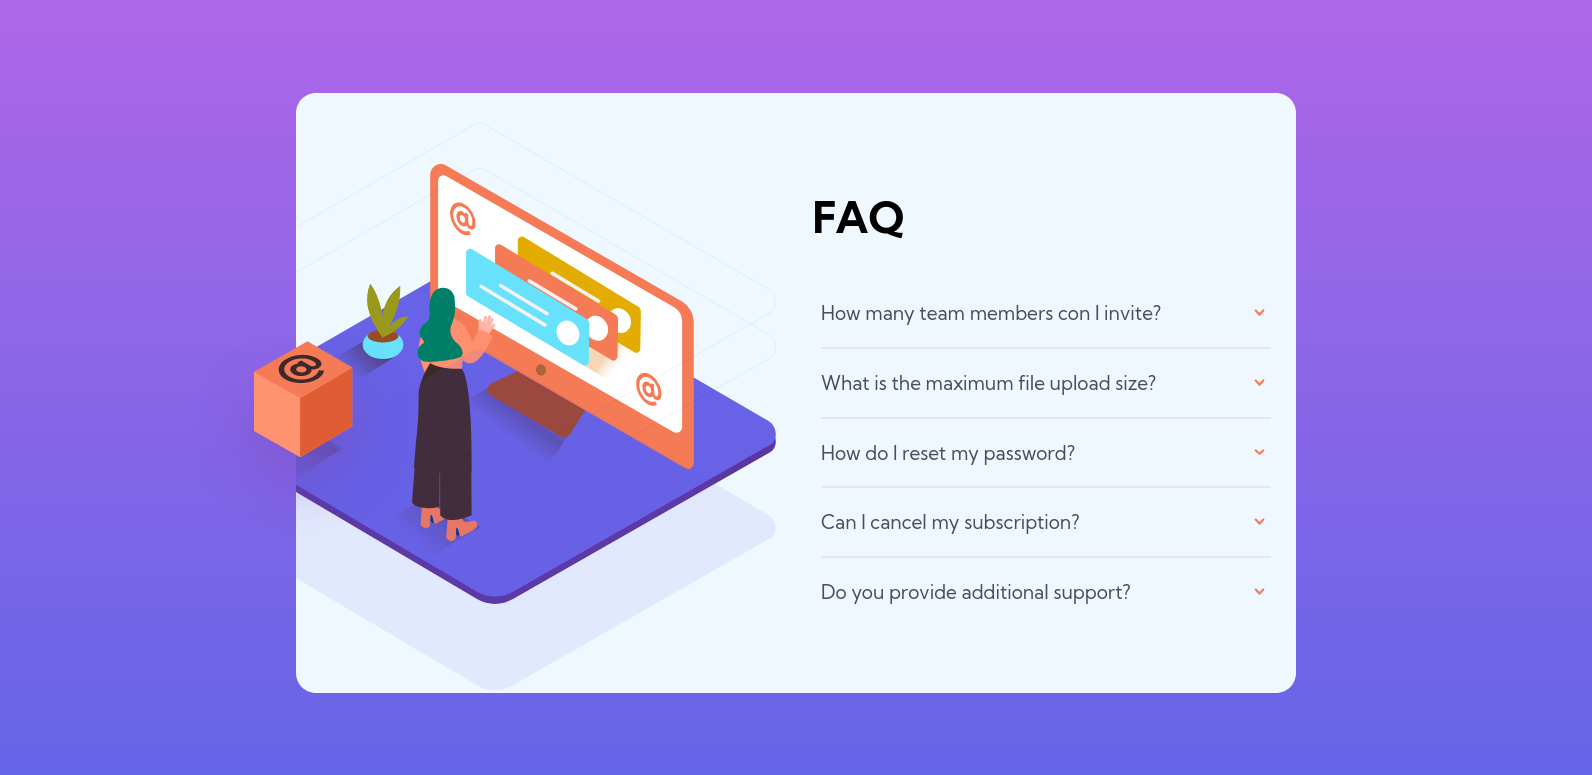 @
FAQ
How many team members con I invite?
What is the maximum file upload size?
@
@
How do I reset my password?
Can I cancel my subscription?
Do you provide additional support?